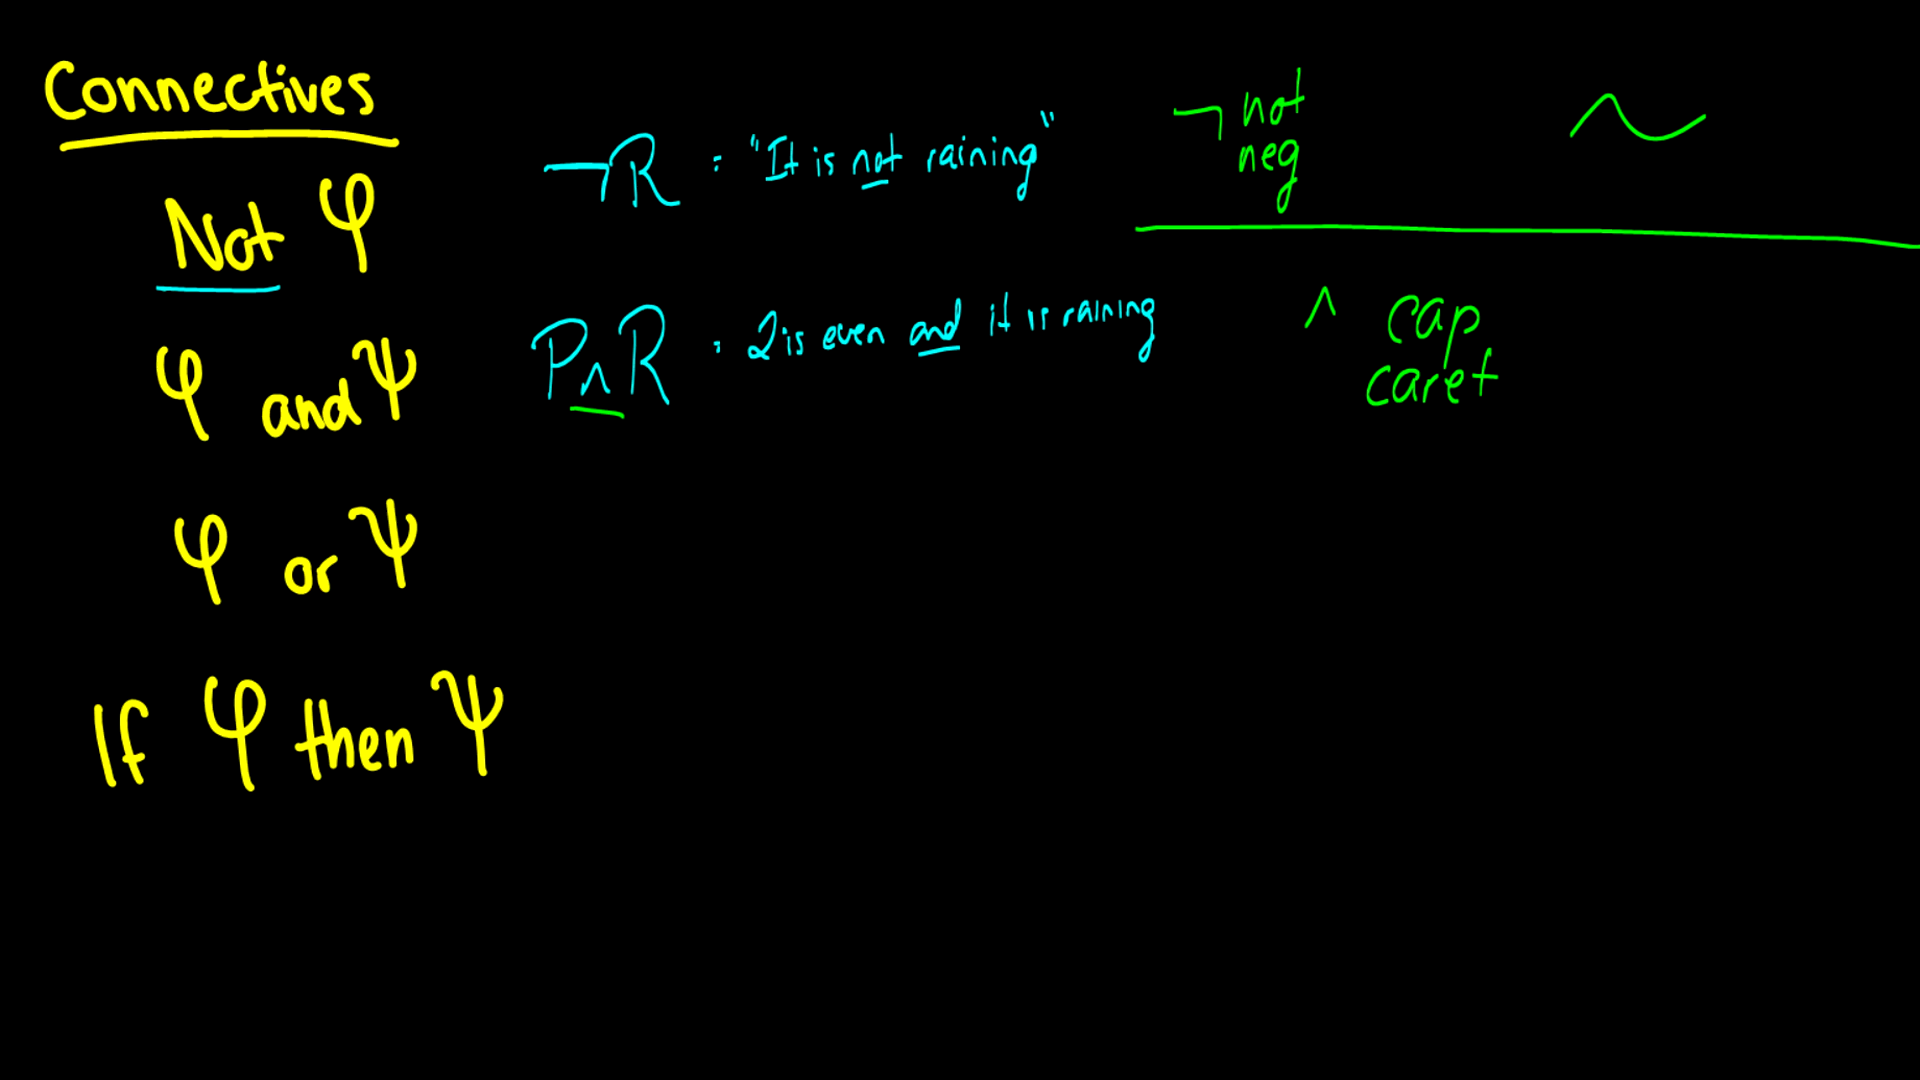 Connectives
Not φ
¬R : "It is not raining"
¬ not
neg
~
φ and ψ
P∧R : 2 is even and it is raining
∧ cap
caret
φ or ψ
If φ then ψ